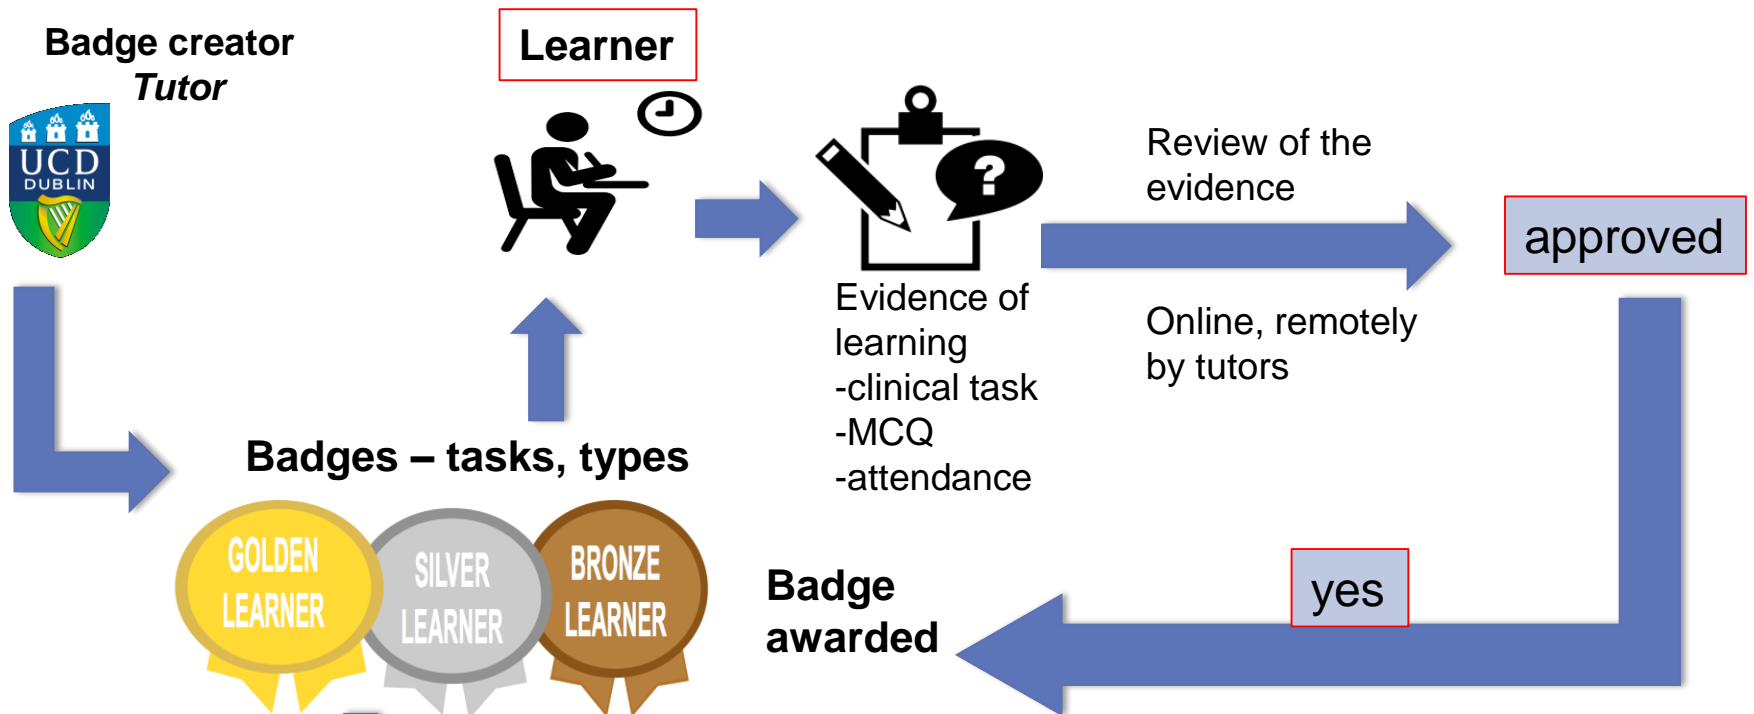 Badge creator
Tutor
UCD
DUBLIN
Learner
?
Evidence of
learning
-clinical task
-MCQ
-attendance
Review of the
evidence
Online, remotely
by tutors
approved
yes
Badge
awarded
Badges – tasks, types
GOLDEN
LEARNER
SILVER
LEARNER
BRONZE
LEARNER